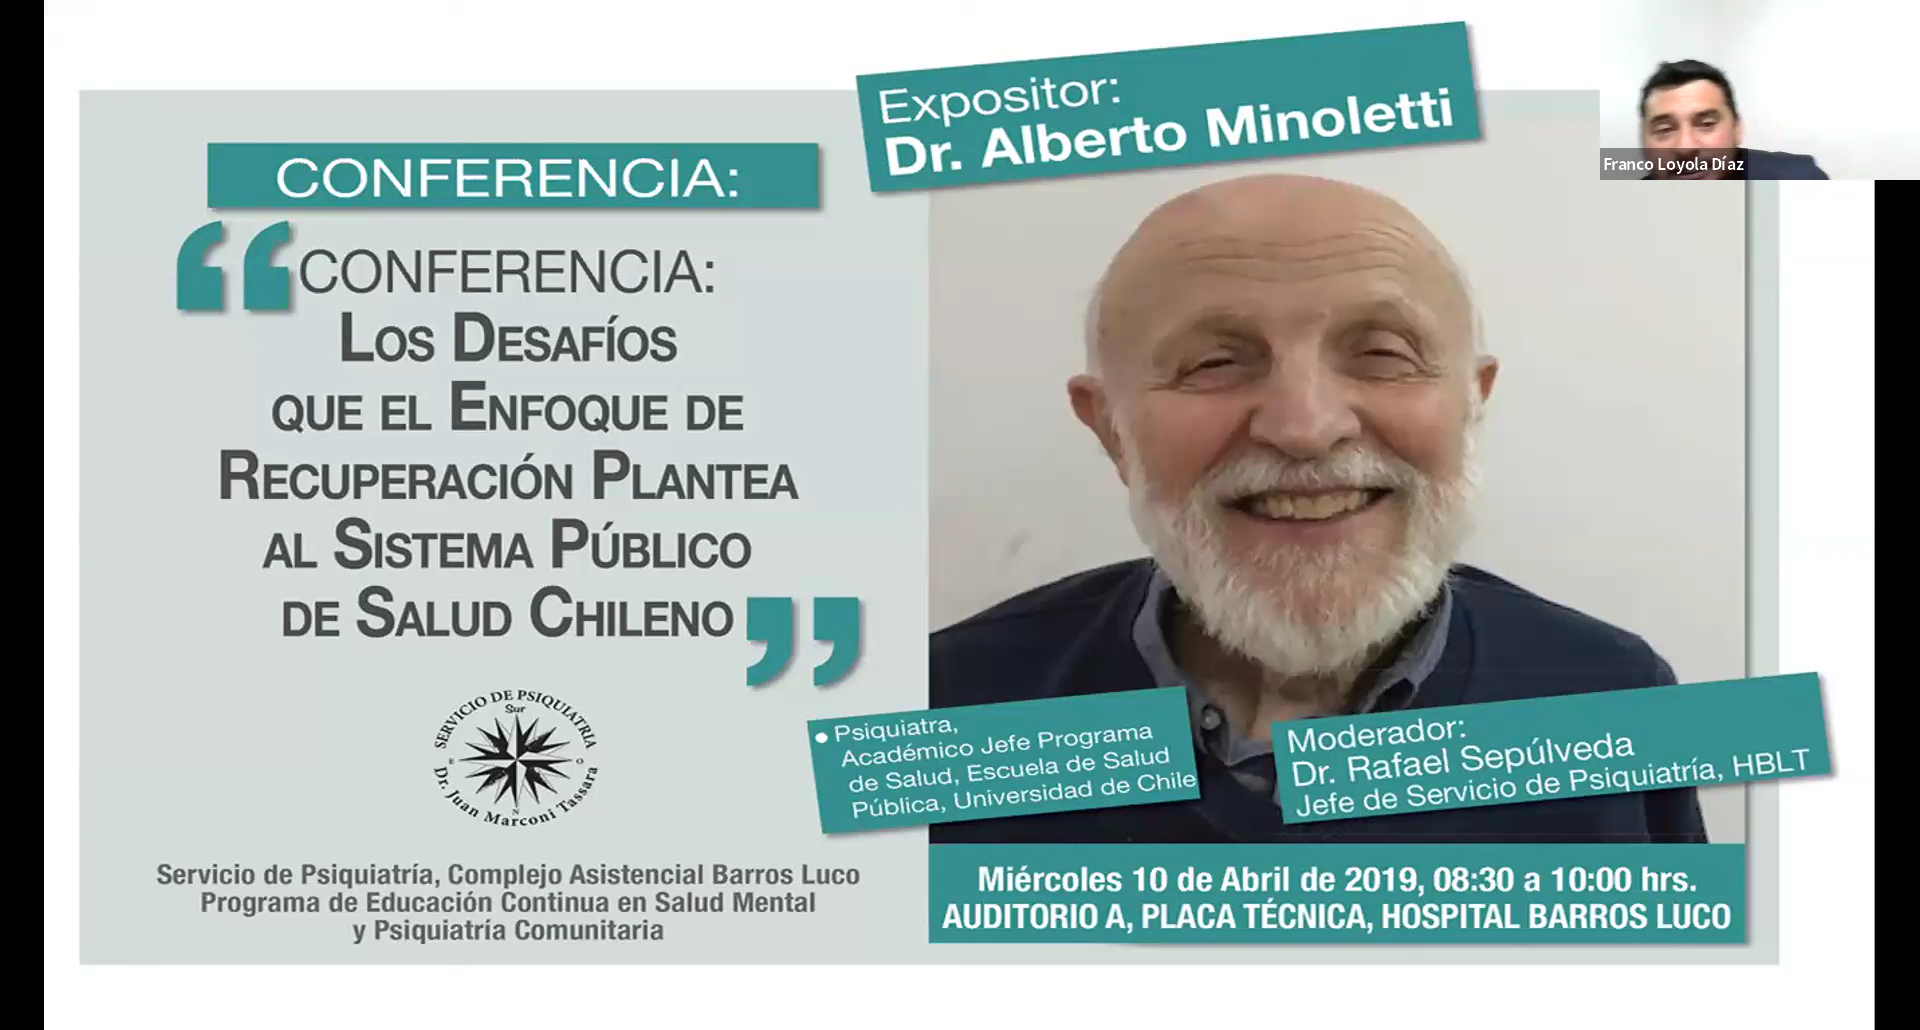 Expositor:
Dr. Alberto Minoletti
Franco Loyola Díaz
CONFERENCIA:
“CONFERENCIA:
Los Desafíos
que el Enfoque de
Recuperación Plantea
al Sistema Público
de Salud Chileno”
SERVICIO DE PSIQUIATRIA
Sur
E
O
N
Dr. Juan Marconi Tassara
Servicio de Psiquiatría, Complejo Asistencial Barros Luco
Programa de Educación Continua en Salud Mental
y Psiquiatría Comunitaria
• Psiquiatra,
Académico Jefe Programa
de Salud, Escuela de Salud
Pública, Universidad de Chile
Moderador:
Dr. Rafael Sepúlveda
Jefe de Servicio de Psiquiatría, HBLT
Miércoles 10 de Abril de 2019, 08:30 a 10:00 hrs.
AUDITORIO A, PLACA TÉCNICA, HOSPITAL BARROS LUCO